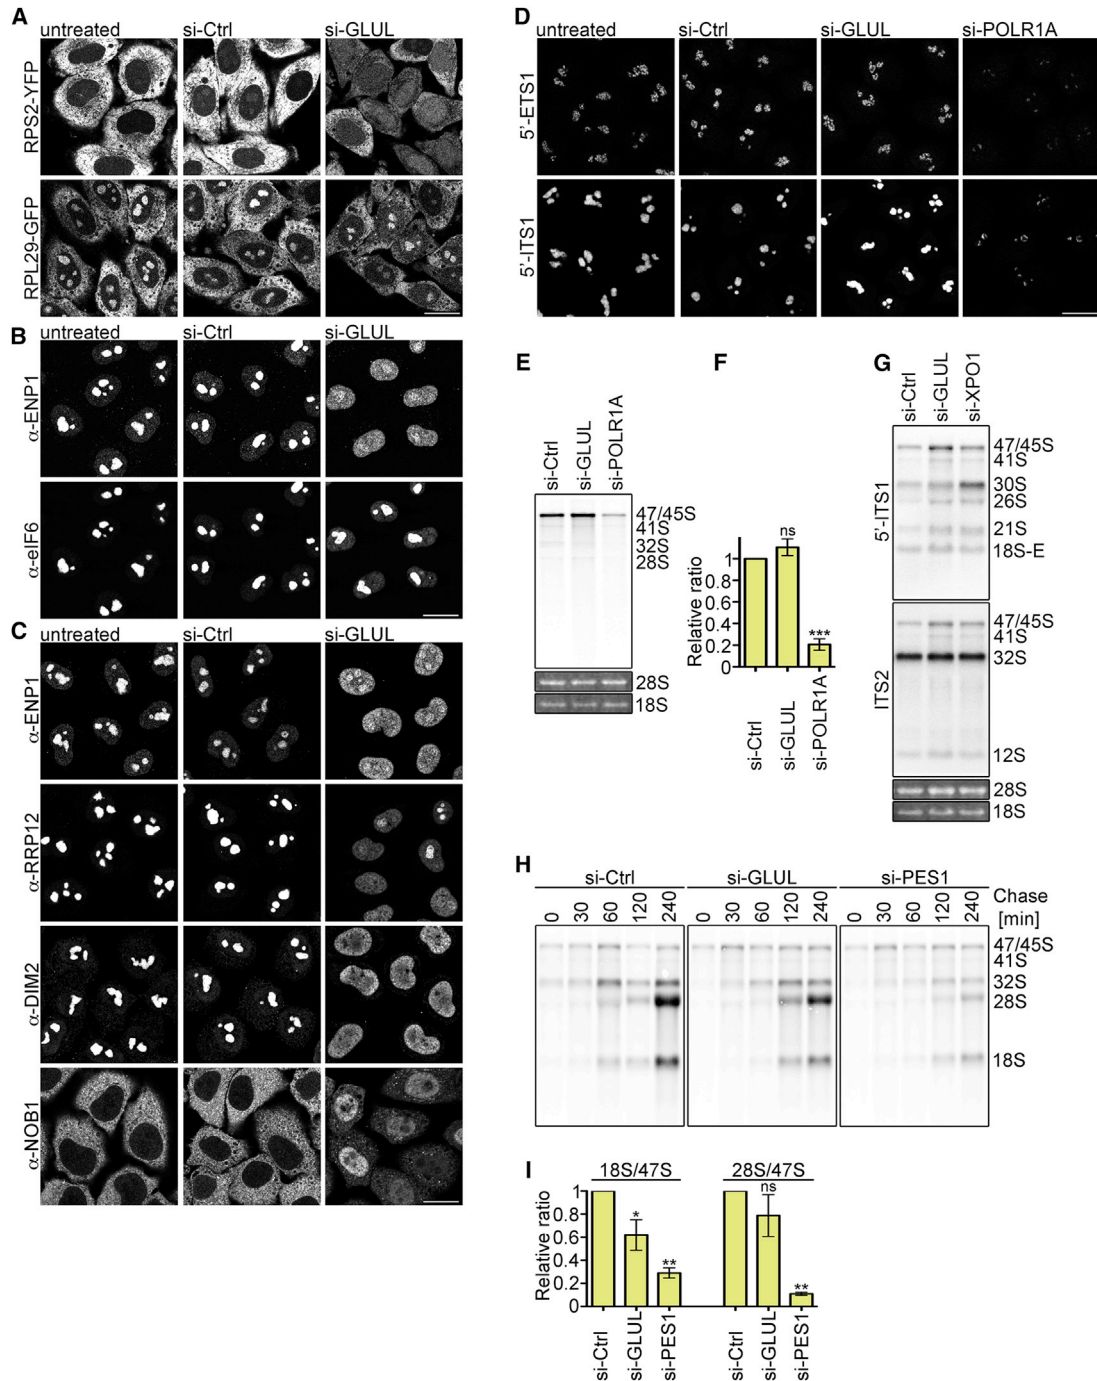 A
untreated si-Ctrl si-GLUL
RPS2-YFP
RPL29-GFP
B
untreated si-Ctrl si-GLUL
α-ENP1
α-eIF6
C
untreated si-Ctrl si-GLUL
α-ENP1
α-RRP12
α-DIM2
α-NOB1
D
untreated si-Ctrl si-GLUL si-POLR1A
5'-ETS1
5'-ITS1
E
si-Ctrl
si-GLUL
si-POLR1A
47/45S
41S
32S
28S
28S
18S
F
Relative ratio
1
0.8
0.6
0.4
0.2
0
ns
***
si-Ctrl
si-GLUL
si-POLR1A
G
si-Ctrl
si-GLUL
si-XPO1
5'-ITS1
47/45S
41S
30S
26S
21S
18S-E
ITS2
47/45S
41S
32S
12S
28S
18S
H
si-Ctrl si-GLUL si-PES1
0 30 60 120 240 0 30 60 120 240 0 30 60 120 240 Chase
[min]
47/45S
41S
32S
28S
18S
I
18S/47S 28S/47S
Relative ratio
1
0.8
0.6
0.4
0.2
0
* ** ns **
si-Ctrl
si-GLUL
si-PES1
si-Ctrl
si-GLUL
si-PES1